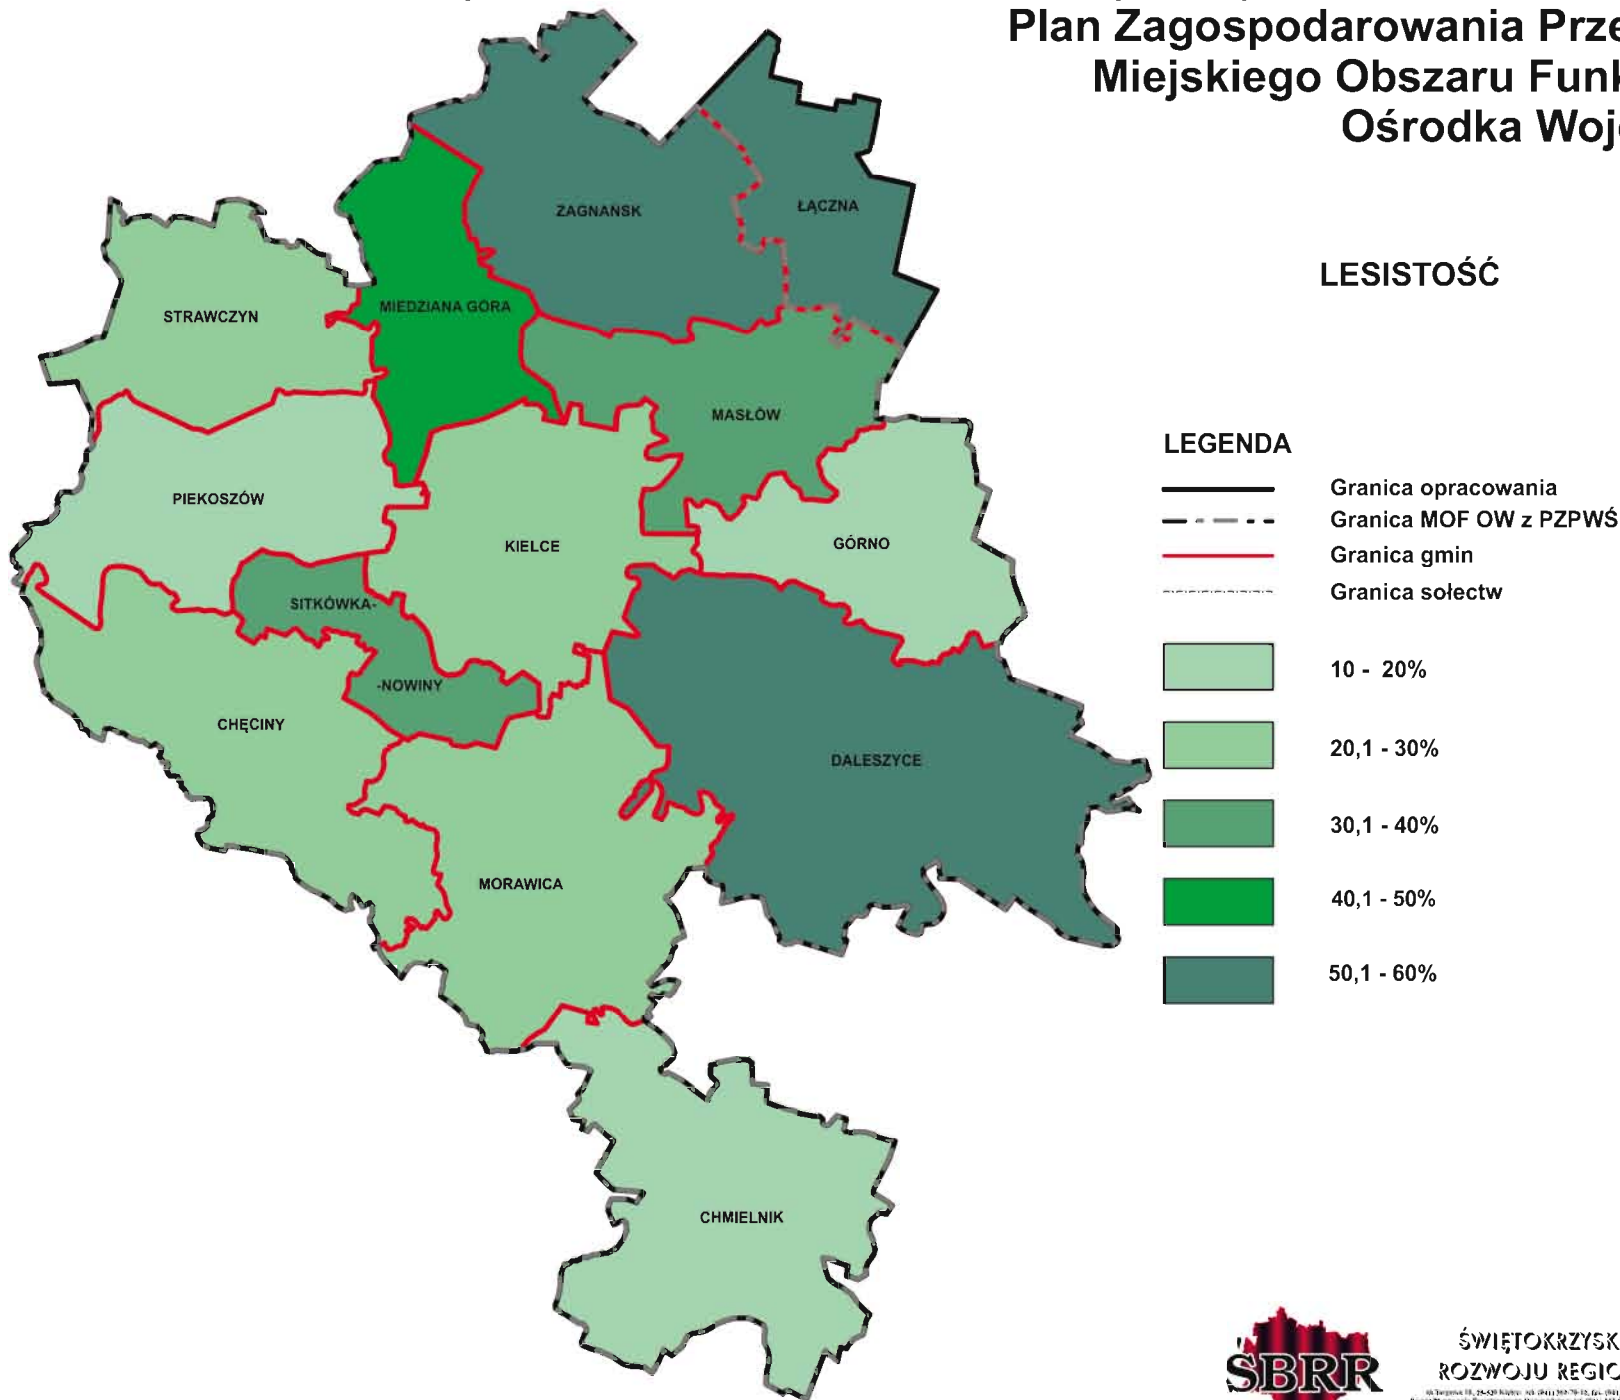 Plan Zagospodarowania Prze
Miejskiego Obszaru Funk
Ośrodka Woje
LESISTOŚĆ
ZAGNAŃSK
ŁĄCZNA
STRAWCZYN
MIEDZIANA GÓRA
MASŁÓW
PIEKOSZÓW
KIELCE
GÓRNO
SITKÓWKA-
-NOWINY
CHĘCINY
DALESZYCE
MORAWICA
CHMIELNIK
LEGENDA
Granica opracowania
Granica MOF OW z PZPWŚ
Granica gmin
Granica sołectw
10 - 20%
20,1 - 30%
30,1 - 40%
40,1 - 50%
50,1 - 60%
SBRR
ŚWIĘTOKRZYSK
ROZWOJU REGIO